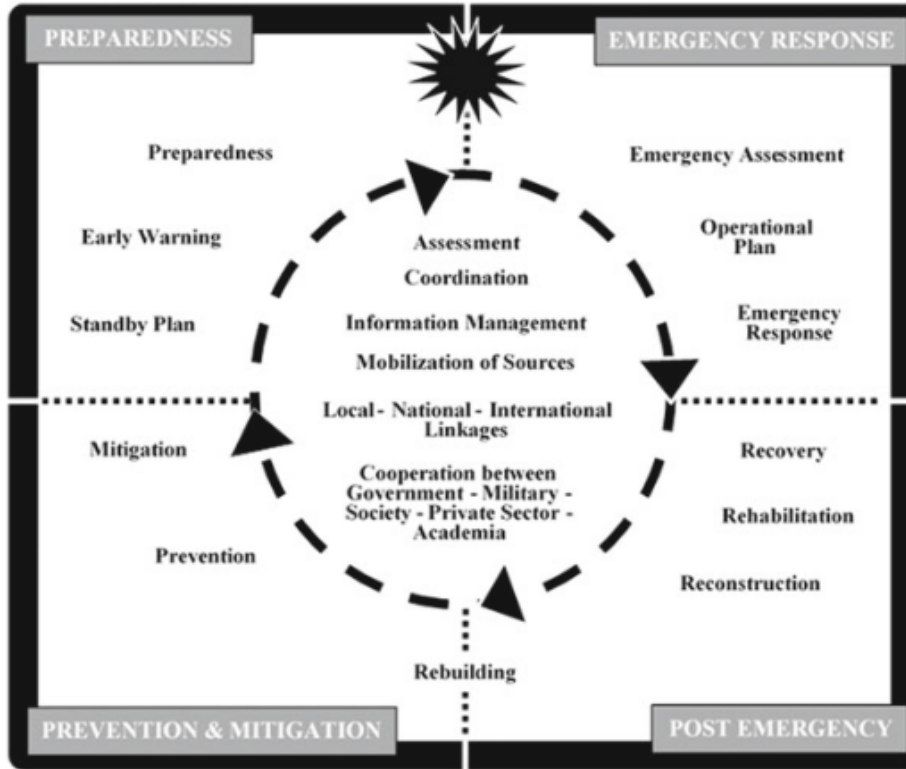 PREPAREDNESS
EMERGENCY RESPONSE
Preparedness
Early Warning
Standby Plan
Emergency Assessment
Operational
Plan
Emergency
Response
Assessment
Coordination
Information Management
Mobilization of Sources
Local - National - International
Linkages
Cooperation between
Government - Military -
Society - Private Sector -
Academia
Mitigation
Prevention
Recovery
Rehabilitation
Reconstruction
Rebuilding
PREVENTION & MITIGATION
POST EMERGENCY